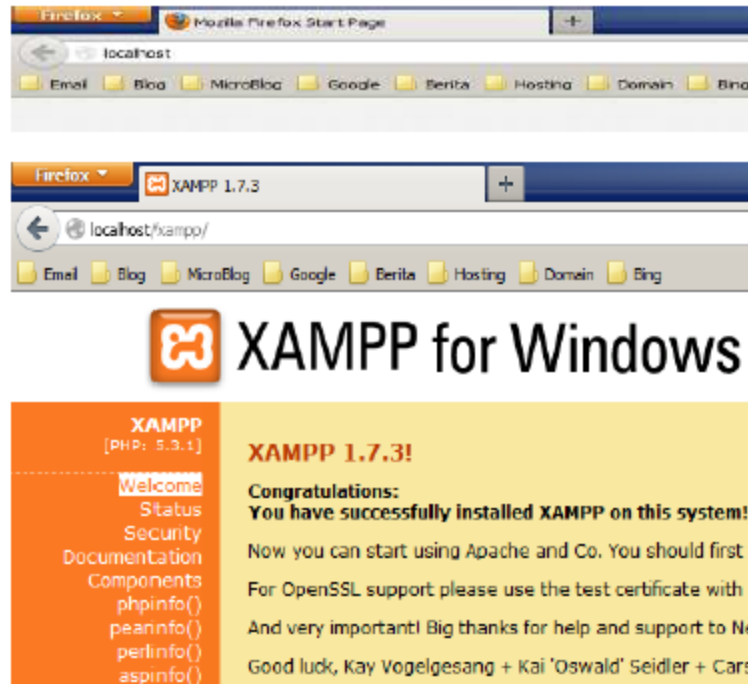 Firefox
Mozilla Firefox Start Page
+
localhost
Email Blog MicroBlog Google Berita Hosting Domain Bing
Firefox
XAMPP 1.7.3
+
localhost/xampp/
Email Blog MicroBlog Google Berita Hosting Domain Bing
XAMPP for Windows
XAMPP
[PHP: 5.3.1]
Welcome
Status
Security
Documentation
Components
phpinfo()
pearinfo()
perlinfo()
aspinfo()
XAMPP 1.7.3!
Congratulations:
You have successfully installed XAMPP on this system!
Now you can start using Apache and Co. You should first
For OpenSSL support please use the test certificate with
And very important! Big thanks for help and support to
Good luck, Kay Vogelgesang + Kai 'Oswald' Seidler +